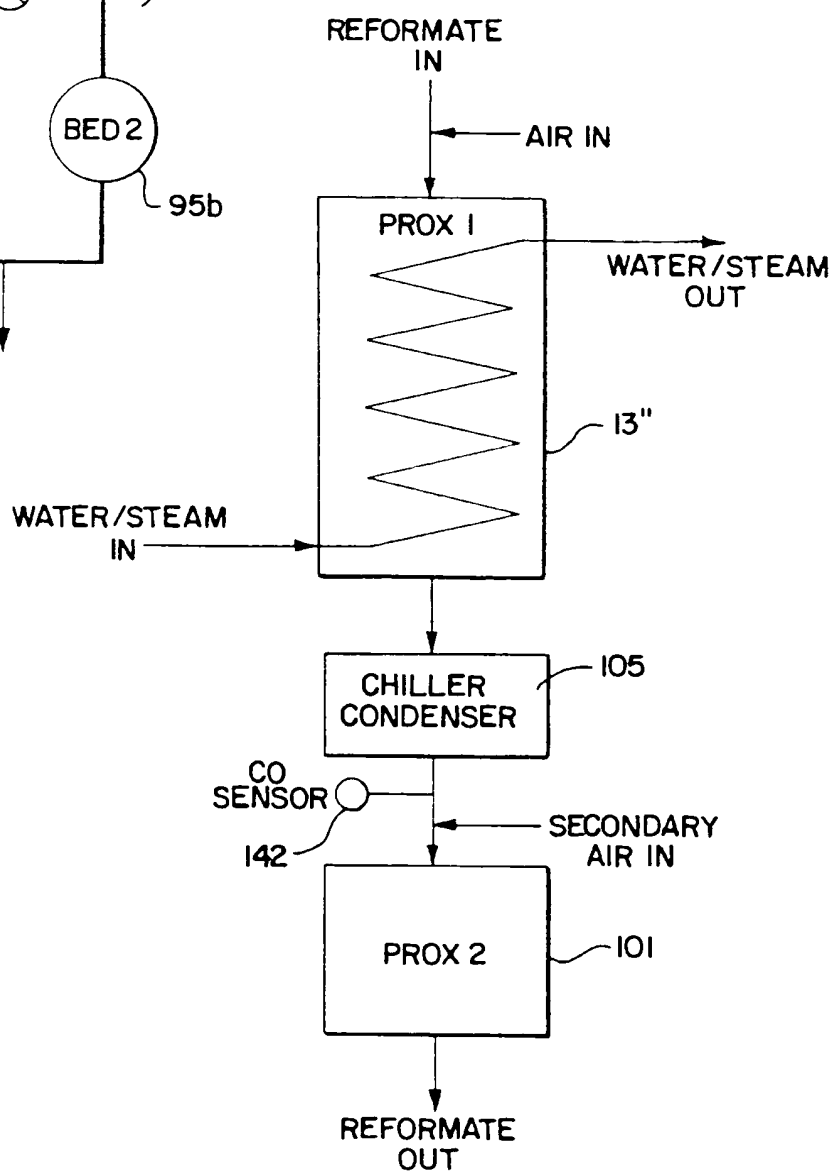 REFORMATE
IN
AIR IN
BED 2
95b
PROX 1
WATER/STEAM
OUT
13"
WATER/STEAM
IN
CHILLER
CONDENSER
105
CO
SENSOR
142
SECONDARY
AIR IN
PROX 2
101
REFORMATE
OUT